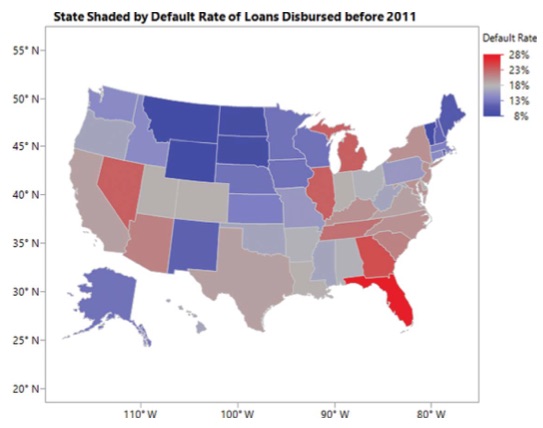 State Shaded by Default Rate of Loans Disbursed before 2011
Default Rate
28%
23%
18%
13%
8%
55° N
50° N
45° N
40° N
35° N
30° N
25° N
20° N
110° W
100° W
90° W
80° W